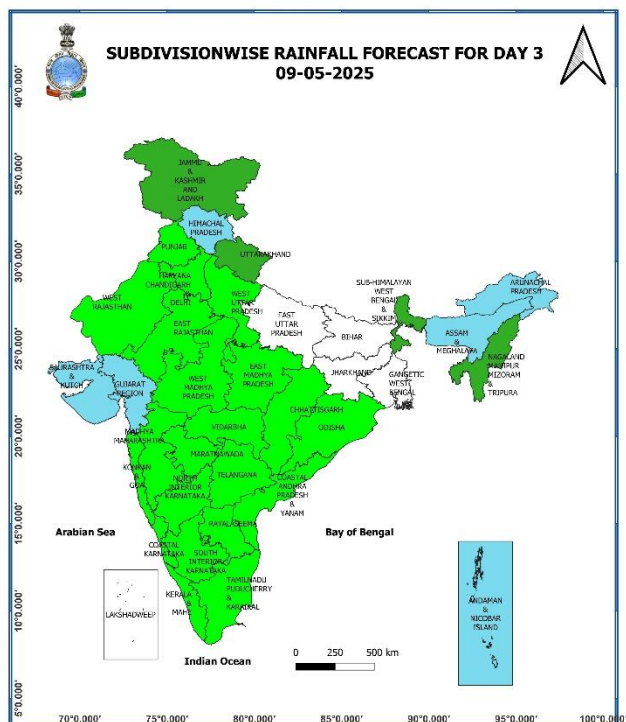 SUBDIVISIONWISE RAINFALL FORECAST FOR DAY 3
09-05-2025
40°0.000'
35°0.000'
30°0.000'
25°0.000'
20°0.000'
15°0.000'
10°0.000'
5°0.000'
JAMMU
&
KASHMIR
AND
LADAKH
HIMACHAL
PRADESH
PUNJAB
UTTARAKHAND
HARYANA
CHANDIGARH
DELHI
WEST
RAJASTHAN
WEST
UTTAR
PRADESH
SUB-HIMALAYAN
WEST
BENGAL
&
SIKKIM
ARUNACHAL
PRADESH
EAST
UTTAR
PRADESH
EAST
RAJASTHAN
BIHAR
ASSAM
&
MEGHALAYA
NAGALAND
MANIPUR
MIZORAM
&
TRIPURA
SAURASHTRA
&
KUTCH
GUJARAT
REGION
WEST
MADHYA
PRADESH
EAST
MADHYA
PRADESH
JHARKHAND
GANGETIC
WEST
BENGAL
CHHATTISGARH
ODISHA
VIDARBHA
MADHYA
MAHARASHTRA
MARATHAWADA
KONKAN
&
GOA
NORTH
INTERIOR
KARNATAKA
TELANGANA
COASTAL
ANDHRA
PRADESH
&
YANAM
RAYALASEEMA
Arabian Sea
Bay of Bengal
COASTAL
KARNATAKA
SOUTH
INTERIOR
KARNATAKA
TAMILNADU
PUDUCHERRY
&
KARAIKAL
KERALA
&
MAHE
LAKSHADWEEP
ANDAMAN
&
NICOBAR
ISLAND
Indian Ocean
0 250 500 km
70°0.000' 75°0.000' 80°0.000' 85°0.000' 90°0.000' 95°0.000' 100°0.000'